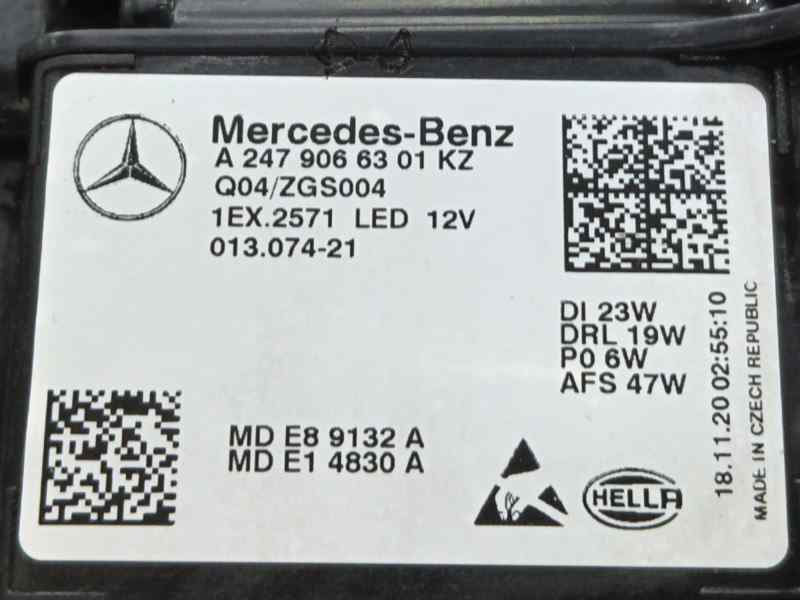 Mercedes-Benz
A 247 906 63 01 KZ
Q04/ZGS004
1EX.2571 LED 12V
013.074-21
DI 23W
DRL 19W
PO 6W
AFS 47W
MD E8 9132 A
MD E1 4830 A
HELLA
18.11.20 02:55:10
MADE IN CZECH REPUBLIC